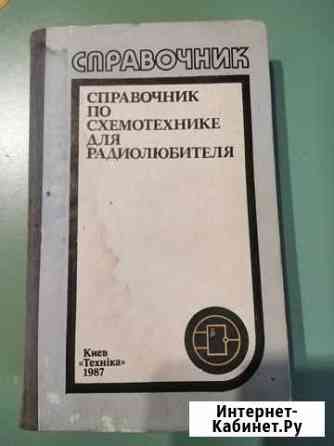 СПРАВОЧНИК
СПРАВОЧНИК
ПО
СХЕМОТЕХНИКЕ
ДЛЯ
РАДИОЛЮБИТЕЛЯ
Киев
«Техніка»
1987
Интернет-
Кабинет.Ру